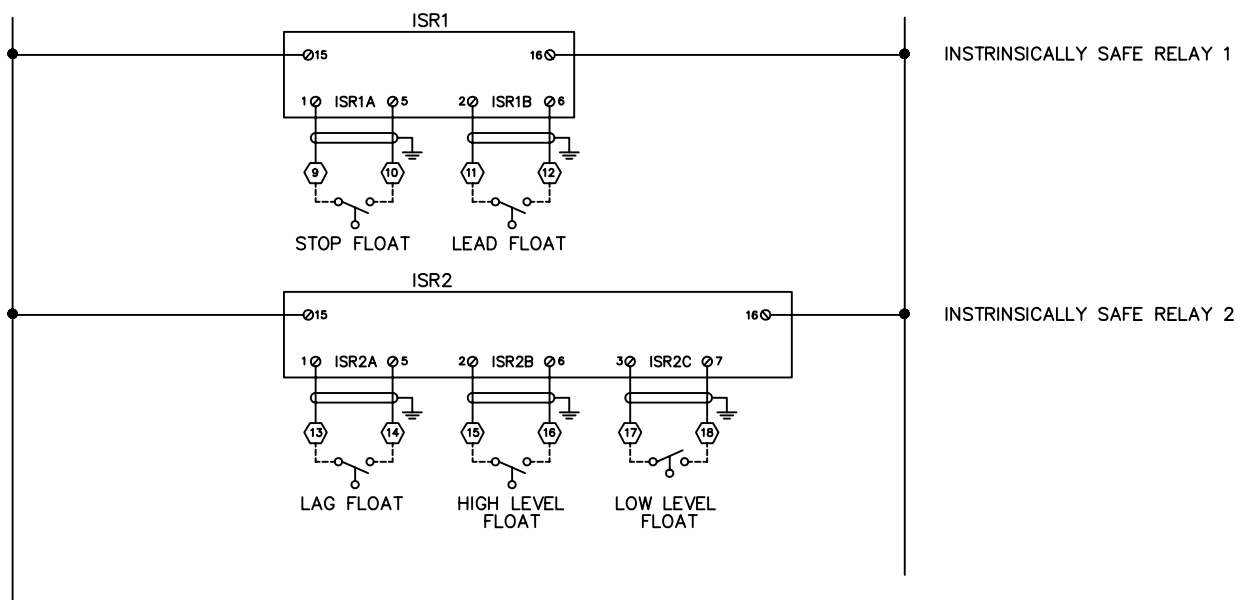 ISR1
15 16 INSTRINSICALLY SAFE RELAY 1
1 ISR1A 5 2 ISR1B 6
9 10 11 12
STOP FLOAT LEAD FLOAT
ISR2
15 16 INSTRINSICALLY SAFE RELAY 2
1 ISR2A 5 2 ISR2B 6 3 ISR2C 7
13 14 15 16 17 18
LAG FLOAT HIGH LEVEL LOW LEVEL
FLOAT FLOAT